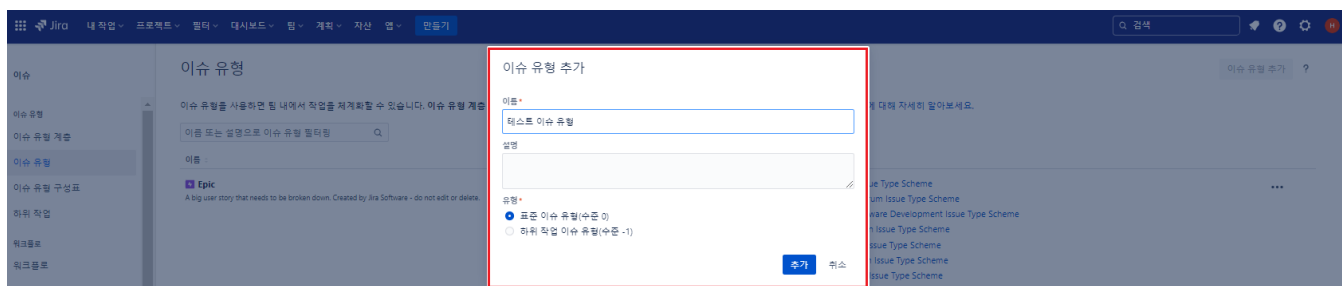 Jira 내 작업 프로젝트 필터 대시보드 팀 계획 자산 앱 만들기 검색 H
이슈
이슈 유형
이슈 유형 계층
이슈 유형
이슈 유형 구성표
하위 작업
워크플로
워크플로
이슈 유형
이슈 유형 추가 ?
이슈 유형을 사용하면 팀 내에서 작업을 체계화할 수 있습니다. 이슈 유형 계층
에 대해 자세히 알아보세요.
이름 또는 설명으로 이슈 유형 필터링
이름
Epic
A big user story that needs to be broken down. Created by Jira Software - do not edit or delete.
이슈 유형 추가
이름*
테스트 이슈 유형
설명
유형*
표준 이슈 유형(수준 0)
하위 작업 이슈 유형(수준 -1)
추가 취소
Type Scheme
Issue Type Scheme
Development Issue Type Scheme
Issue Type Scheme
Type Scheme
Issue Type Scheme
Type Scheme